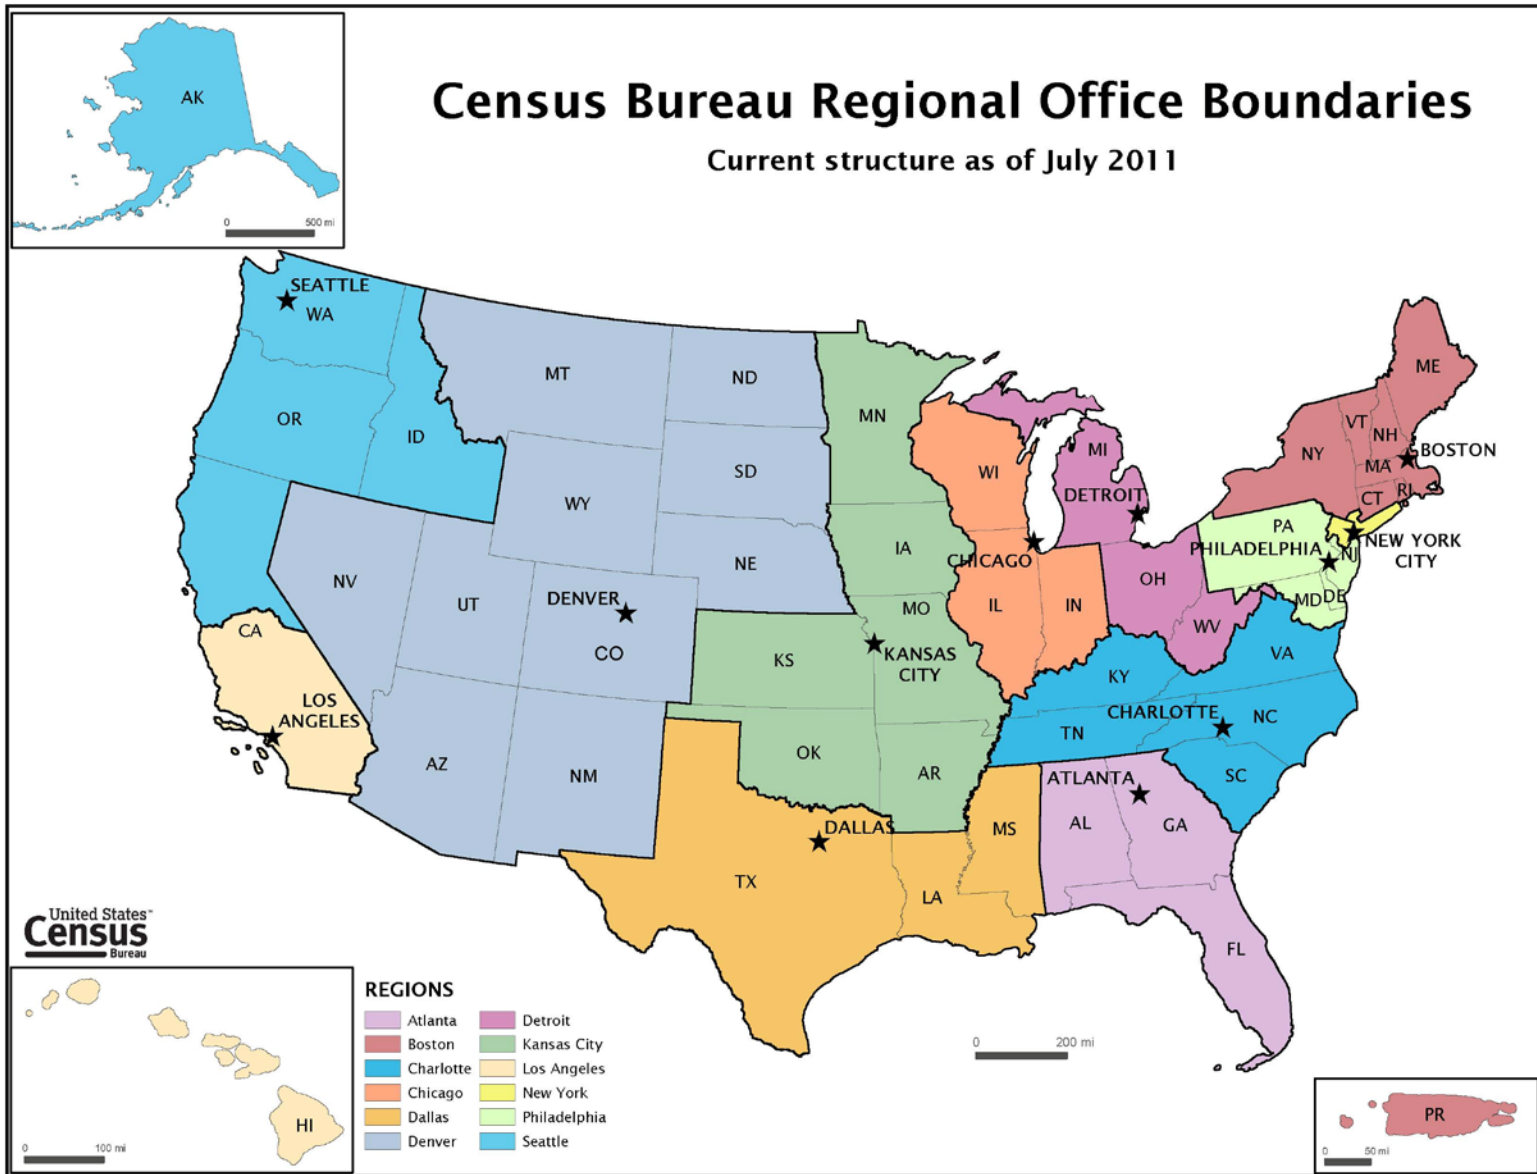 AK
0 500 mi
Census Bureau Regional Office Boundaries
Current structure as of July 2011
SEATTLE
WA
MT
ND
MN
ME
OR
ID
VT
NH
WI
MI
NY
MA
BOSTON
SD
WY
DETROIT
CT
RI
PA
NEW YORK
CITY
PHILADELPHIA
NJ
IA
CHICAGO
OH
NE
NV
UT
DENVER
MO
IL
IN
MD
DE
CA
WV
CO
KS
KANSAS
CITY
KY
VA
LOS
ANGELES
CHARLOTTE
NC
TN
OK
AZ
NM
AR
ATLANTA
SC
DALLAS
MS
AL
GA
TX
LA
FL
United States™
Census
Bureau
HI
0 100 mi
REGIONS
Atlanta
Boston
Charlotte
Chicago
Dallas
Denver
Detroit
Kansas City
Los Angeles
New York
Philadelphia
Seattle
0 200 mi
PR
0 50 mi